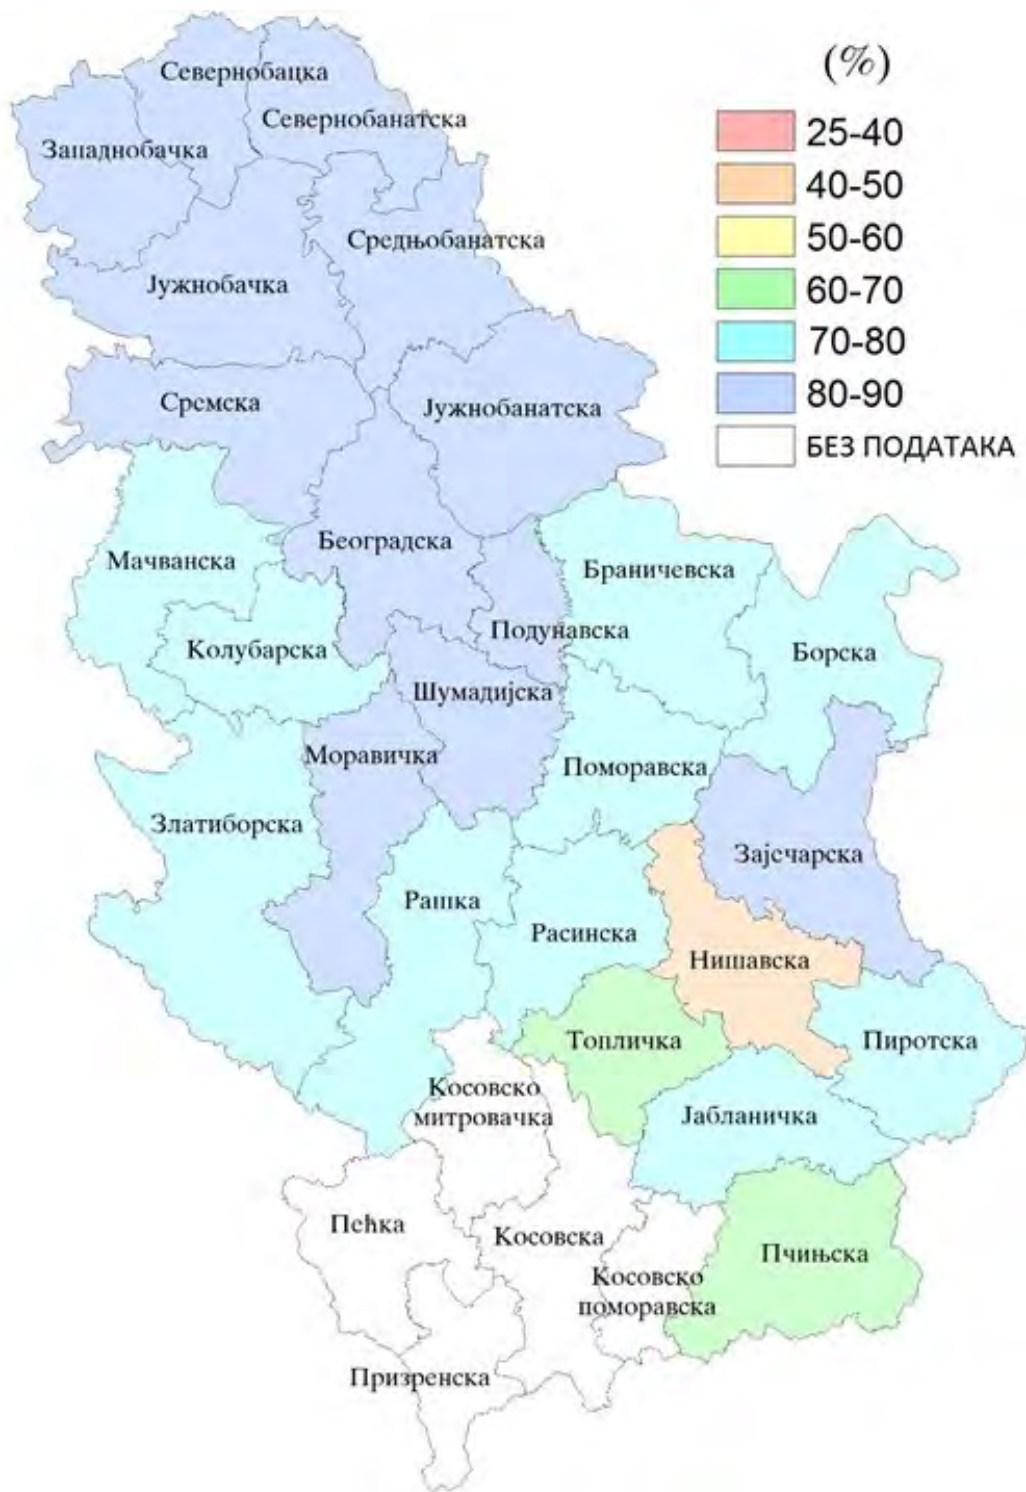 (%)
25-40
40-50
50-60
60-70
70-80
80-90
БЕЗ ПОДАТАКА
Севернобацка
Севернобанатска
Западнобачка
Средњобанатска
Јужнобачка
Сремска
Јужнобанатска
Београдска
Мачванска
Браничевска
Подунавска
Колубарска
Борска
Шумадијска
Моравичка
Поморавска
Златиборска
Зајечарска
Рашка
Расинска
Нишавска
Топличка
Пиротска
Косовско
митровачка
Јабланичка
Пећка
Косовска
Пчињска
Косовско
поморавска
Призренска